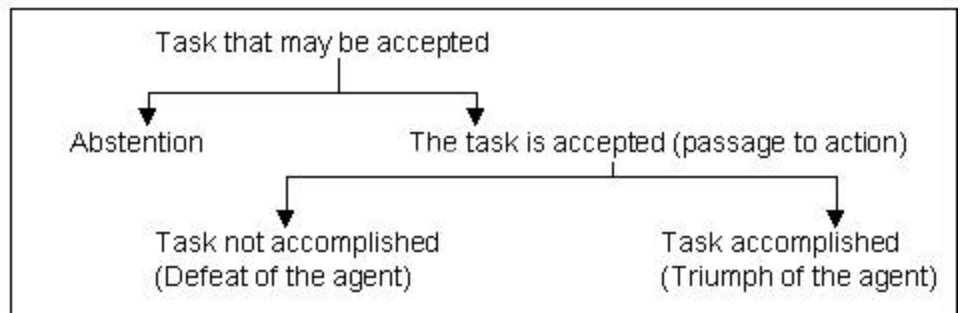 Task that may be accepted
Abstention
The task is accepted (passage to action)
Task not accomplished
(Defeat of the agent)
Task accomplished
(Triumph of the agent)